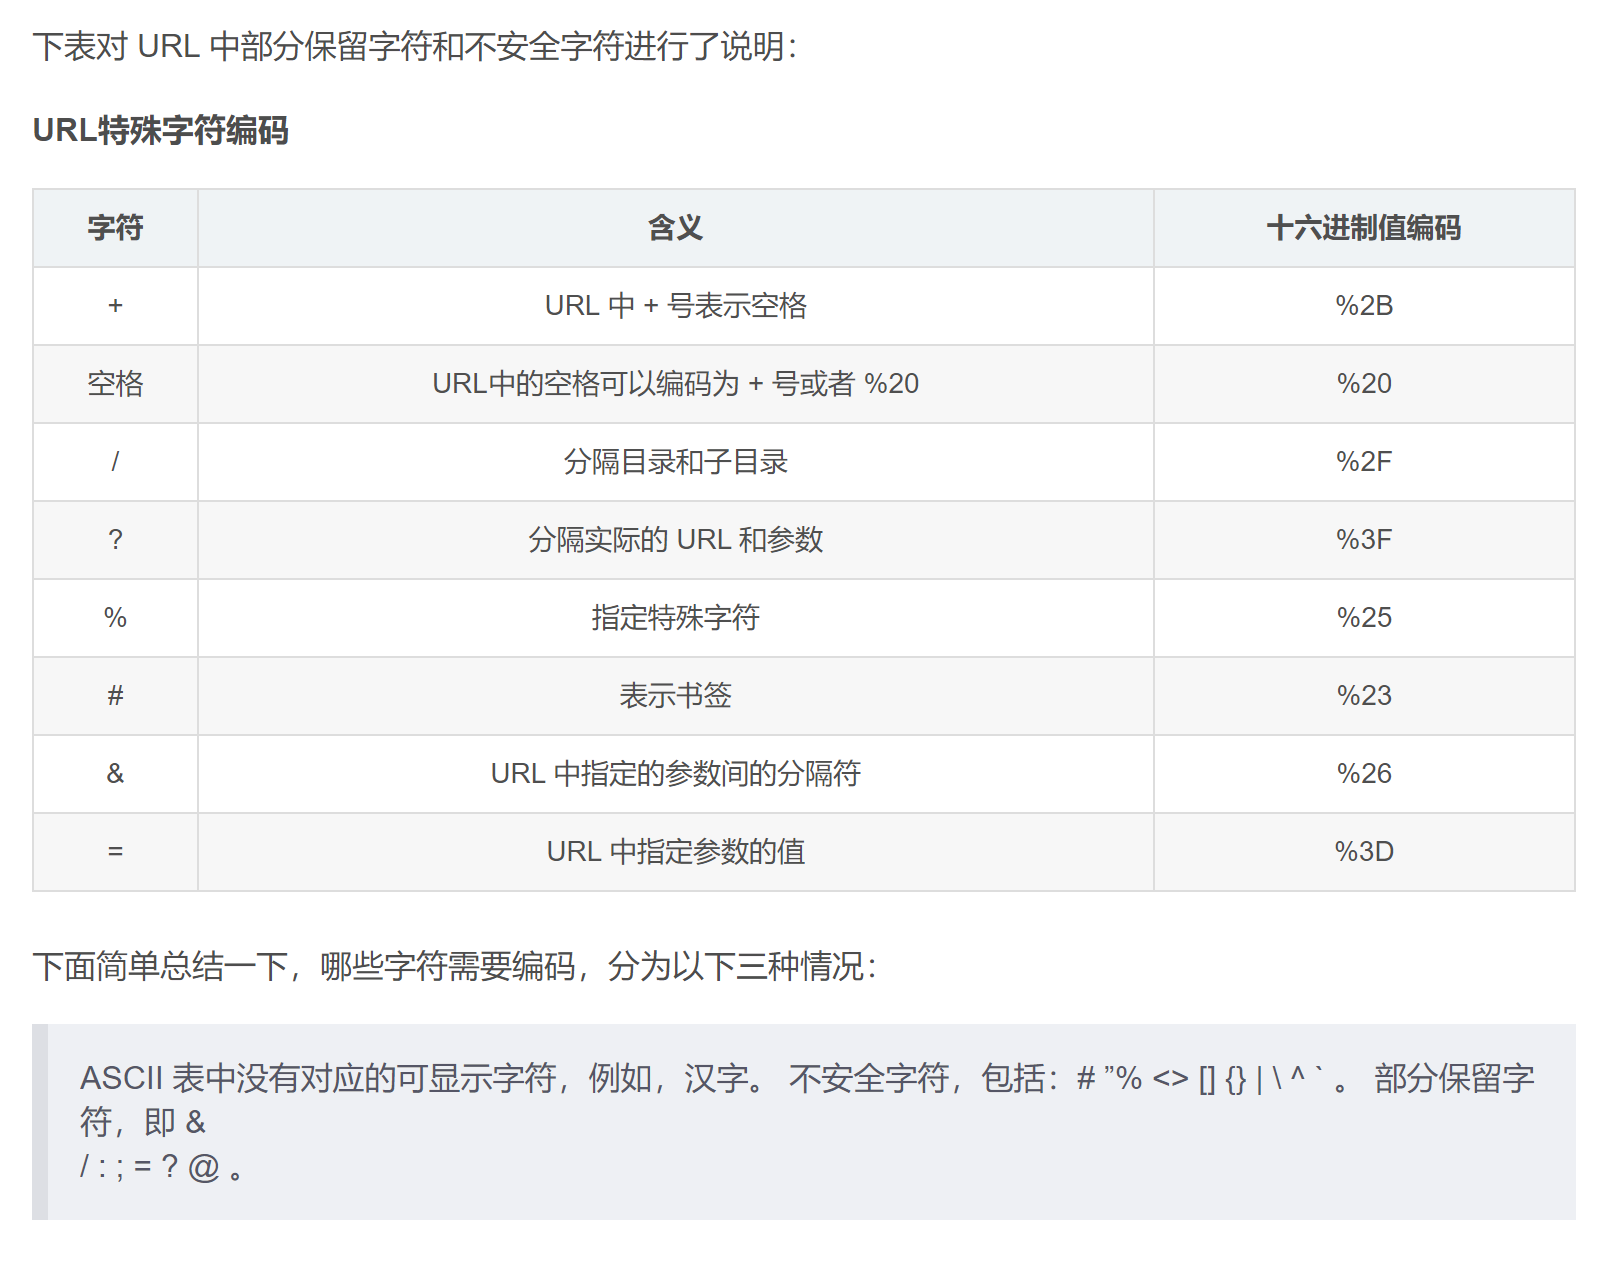 下表对 URL 中部分保留字符和不安全字符进行了说明：
URL特殊字符编码
字符 含义 十六进制值编码
+ URL 中 + 号表示空格 %2B
空格 URL中的空格可以编码为 + 号或者 %20 %20
/ 分隔目录和子目录 %2F
? 分隔实际的 URL 和参数 %3F
% 指定特殊字符 %25
# 表示书签 %23
& URL 中指定的参数间的分隔符 %26
= URL 中指定参数的值 %3D
下面简单总结一下，哪些字符需要编码，分为以下三种情况：
ASCII 表中没有对应的可显示字符，例如，汉字。 不安全字符，包括：# ”% <> [] {} | \ ^ ` 。 部分保留字
符，即 &
/ : ; = ? @ 。